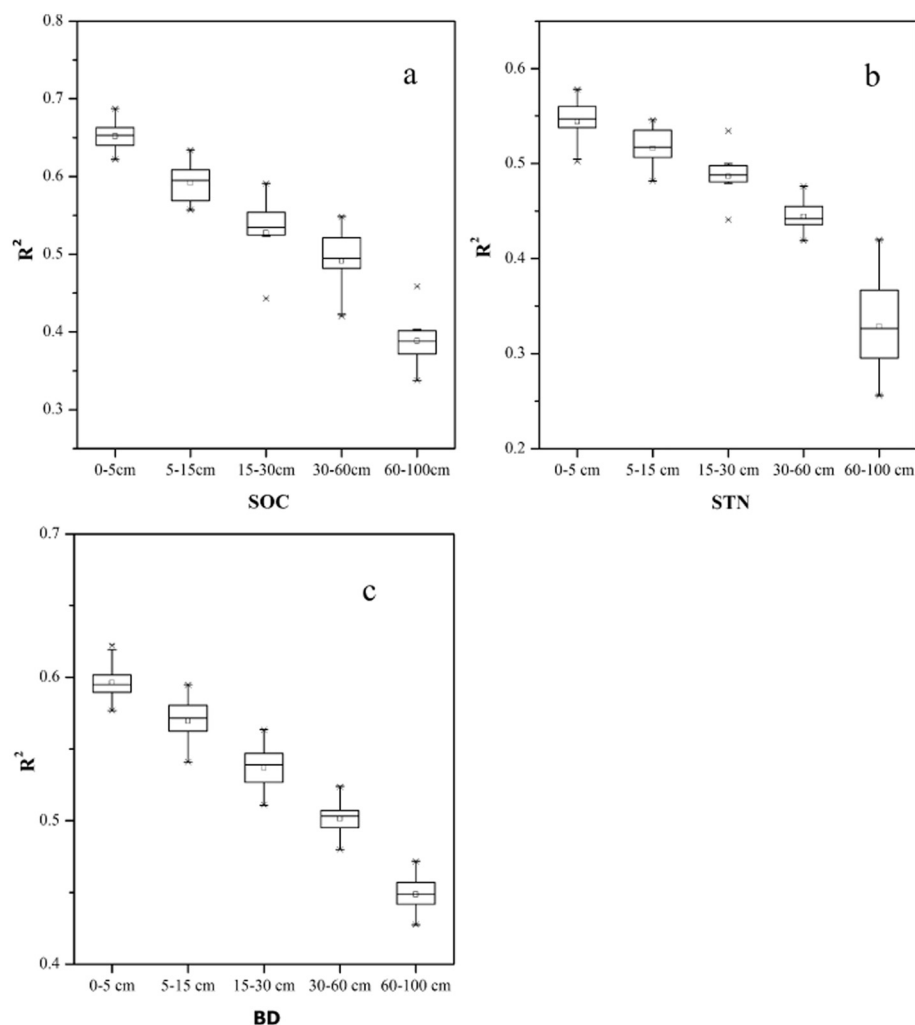 a
0.8
0.7
0.6
0.5
0.4
0.3
R²
0-5cm 5-15cm 15-30cm 30-60cm 60-100cm
SOC
b
0.6
0.5
0.4
0.3
0.2
R²
0-5 cm 5-15 cm 15-30 cm 30-60 cm 60-100 cm
STN
c
0.7
0.6
0.5
0.4
R²
0-5 cm 5-15 cm 15-30 cm 30-60 cm 60-100 cm
BD